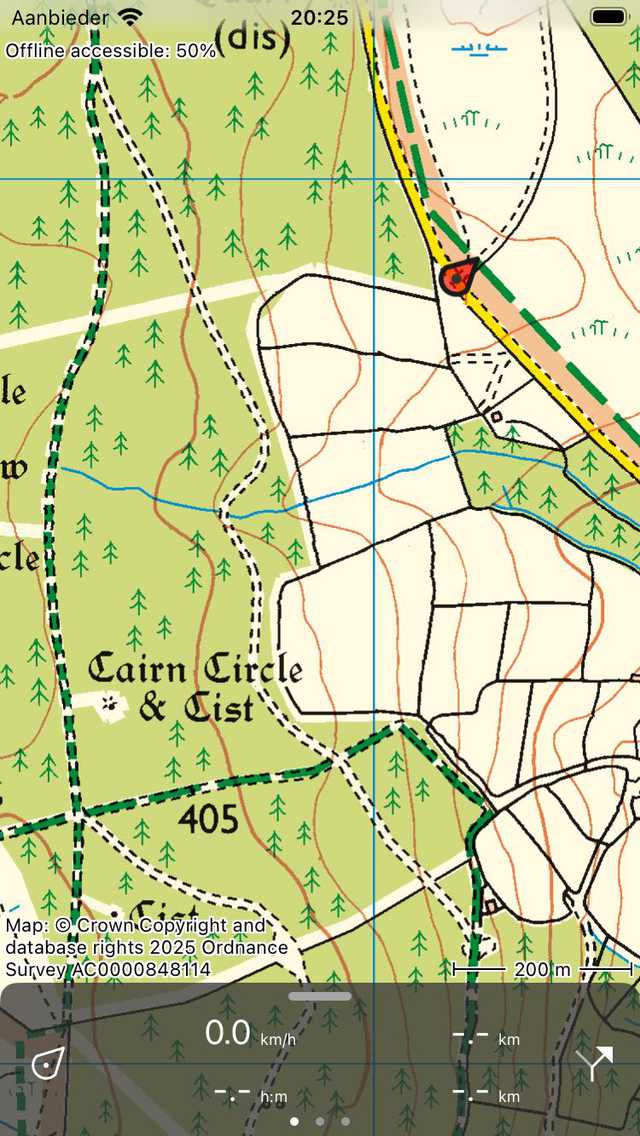 Aanbieder 20:25
Offline accessible: 50%
(dis)
le
w
cle
Cairn Circle
& Cist
405
Cist
Map: © Crown Copyright and
database rights 2025 Ordnance
Survey AC0000848114
200 m
0.0 km/h
-.- km
-.- h:m
-.- km